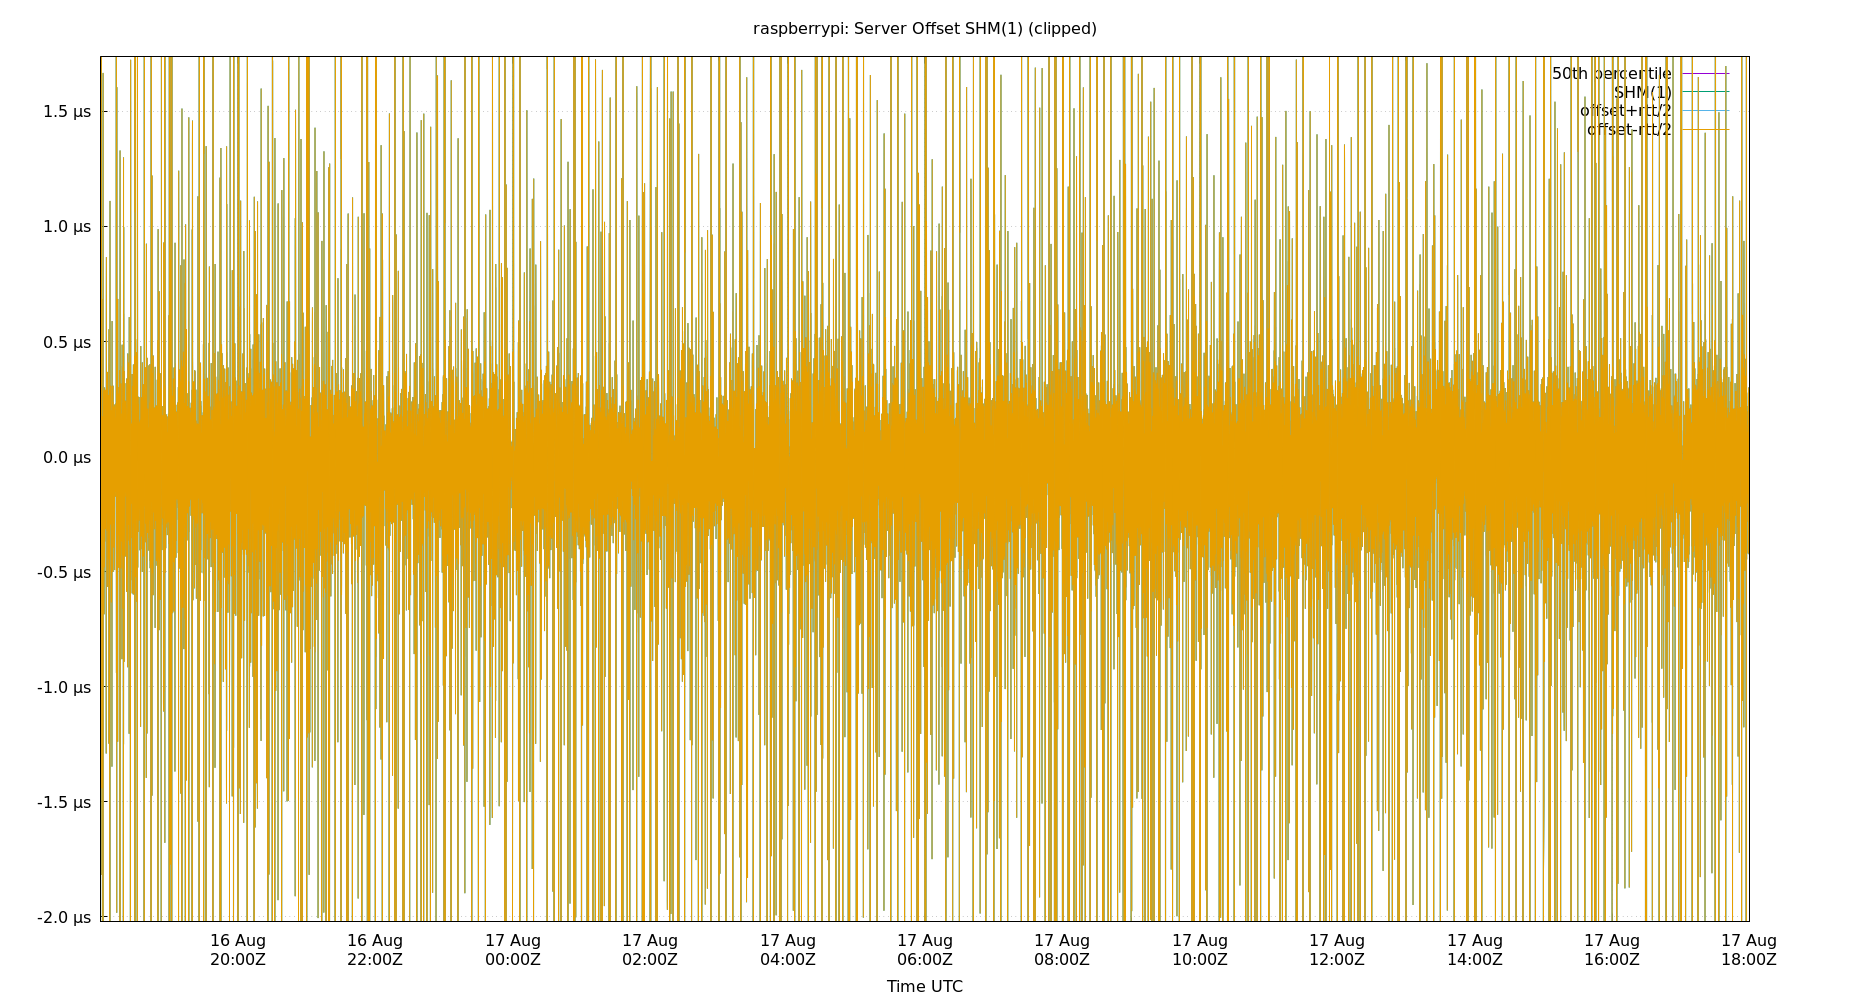 raspberrypi: Server Offset SHM(1) (clipped)
50th percentile
SHM(1)
offset+rtt/2
offset-rtt/2
1.5 µs
1.0 µs
0.5 µs
0.0 µs
-0.5 µs
-1.0 µs
-1.5 µs
-2.0 µs
16 Aug 16 Aug 17 Aug 17 Aug 17 Aug 17 Aug 17 Aug 17 Aug 17 Aug 17 Aug 17 Aug 17 Aug
20:00Z 22:00Z 00:00Z 02:00Z 04:00Z 06:00Z 08:00Z 10:00Z 12:00Z 14:00Z 16:00Z 18:00Z
Time UTC